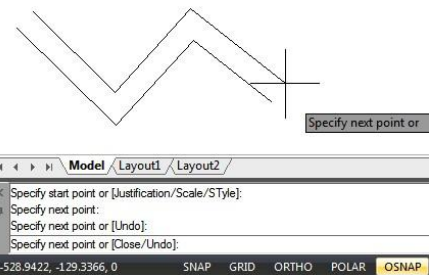 Specify next point or
Model Layout1 Layout2
Specify start point or [Justification/Scale/STyle]:
Specify next point:
Specify next point or [Undo]:
Specify next point or [Close/Undo]:
-528.9422, -129.3366, 0 SNAP GRID ORTHO POLAR OSNAP